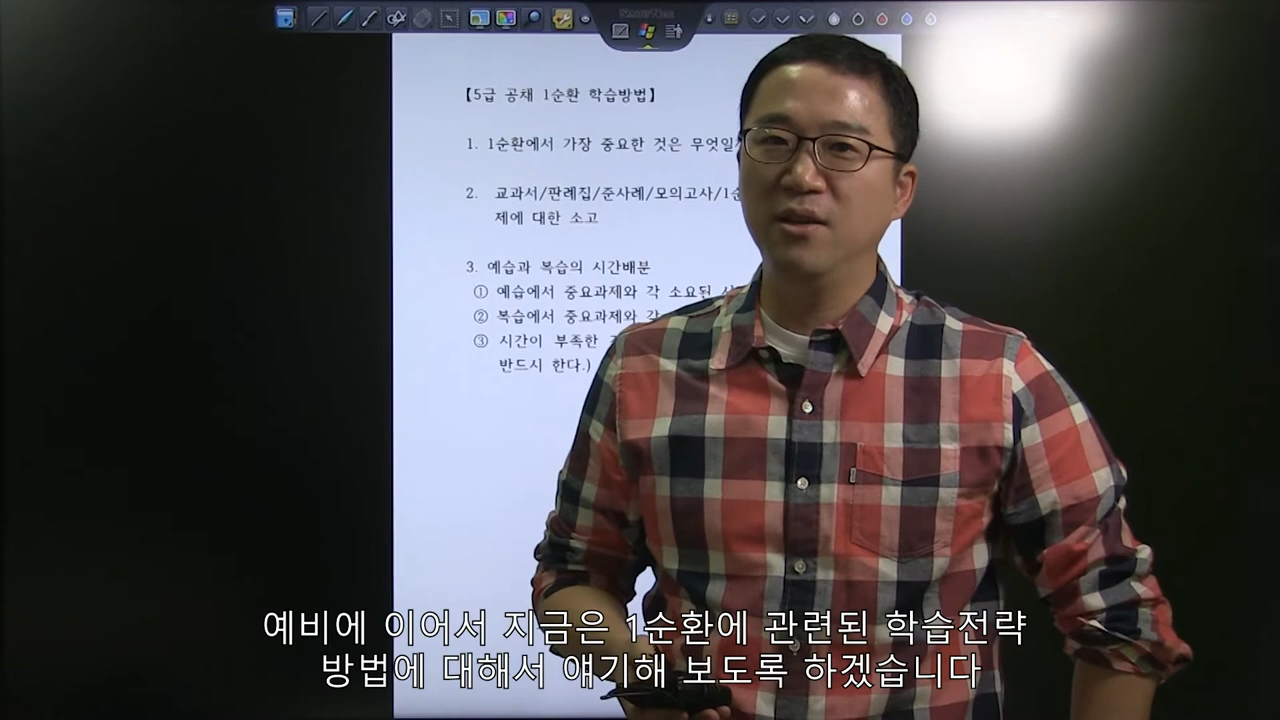 【5급 공채 1순환 학습방법】
1. 1순환에서 가장 중요한 것은
2. 교과서/판례집/준사례/모의고사/
제에 대한 소고
3. 예습과 복습의 시간배분
① 예습에서 중요과제와 각 소요된
② 복습에서 중요과제와 각
③ 시간이 부족한
반드시 한다.)
예비에 이어서 지금은 1순환에 관련된 학습전략
방법에 대해서 얘기해 보도록 하겠습니다